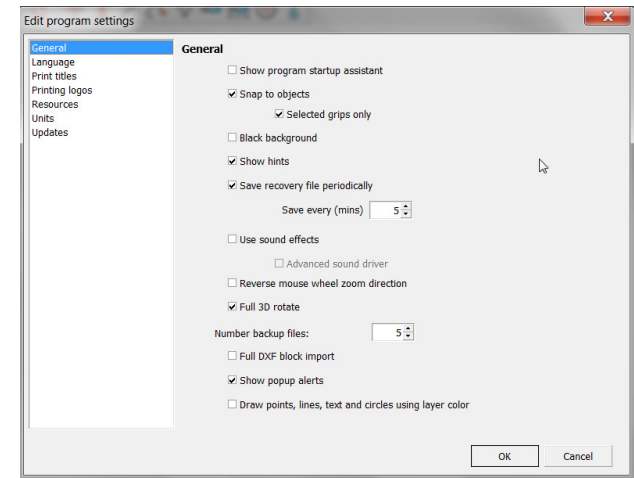 Edit program settings
General
Language
Print titles
Printing logos
Resources
Units
Updates
General
Show program startup assistant
Snap to objects
Selected grips only
Black background
Show hints
Save recovery file periodically
Save every (mins) 5
Use sound effects
Advanced sound driver
Reverse mouse wheel zoom direction
Full 3D rotate
Number backup files: 5
Full DXF block import
Show popup alerts
Draw points, lines, text and circles using layer color
OK Cancel